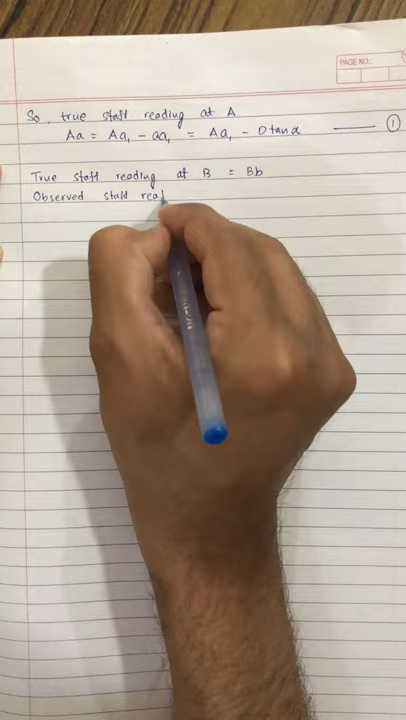 PAGE NO.:
So, true staff reading at A
Aa = Aa₁ - aa₁ = Aa₁ - D tanα ——— ①
True staff reading at B = Bb
Observed staff rea